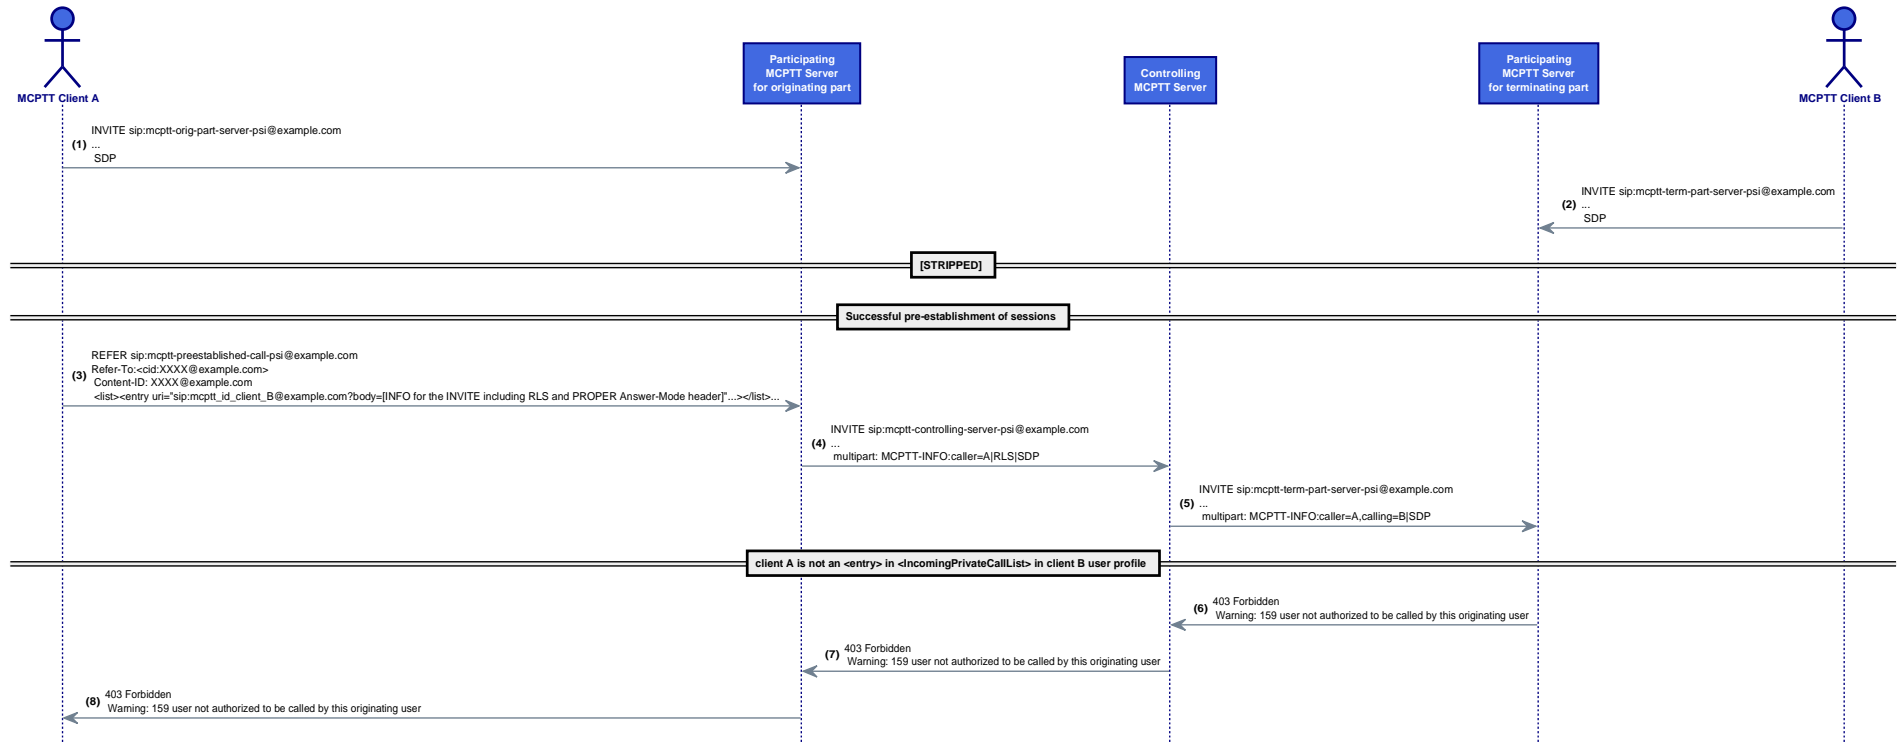 Participating
MCPTT Server
for originating part
Controlling
MCPTT Server
Participating
MCPTT Server
for terminating part
MCPTT Client A
MCPTT Client B
INVITE sip:mcptt-orig-part-server-psi@example.com
(1) ...
SDP
INVITE sip:mcptt-term-part-server-psi@example.com
(2) ...
SDP
[STRIPPED]
Successful pre-establishment of sessions
REFER sip:mcptt-preestablished-call-psi@example.com
(3) Refer-To:<cid:XXXX@example.com>
Content-ID: XXXX@example.com
<list><entry uri="sip:mcptt_id_client_B@example.com?body=[INFO for the INVITE including RLS and PROPER Answer-Mode header]"...></list>...
INVITE sip:mcptt-controlling-server-psi@example.com
(4) ...
multipart: MCPTT-INFO:caller=A|RLS|SDP
INVITE sip:mcptt-term-part-server-psi@example.com
(5) ...
multipart: MCPTT-INFO:caller=A,calling=B|SDP
client A is not an <entry> in <IncomingPrivateCallList> in client B user profile
(6) 403 Forbidden
Warning: 159 user not authorized to be called by this originating user
(7) 403 Forbidden
Warning: 159 user not authorized to be called by this originating user
(8) 403 Forbidden
Warning: 159 user not authorized to be called by this originating user